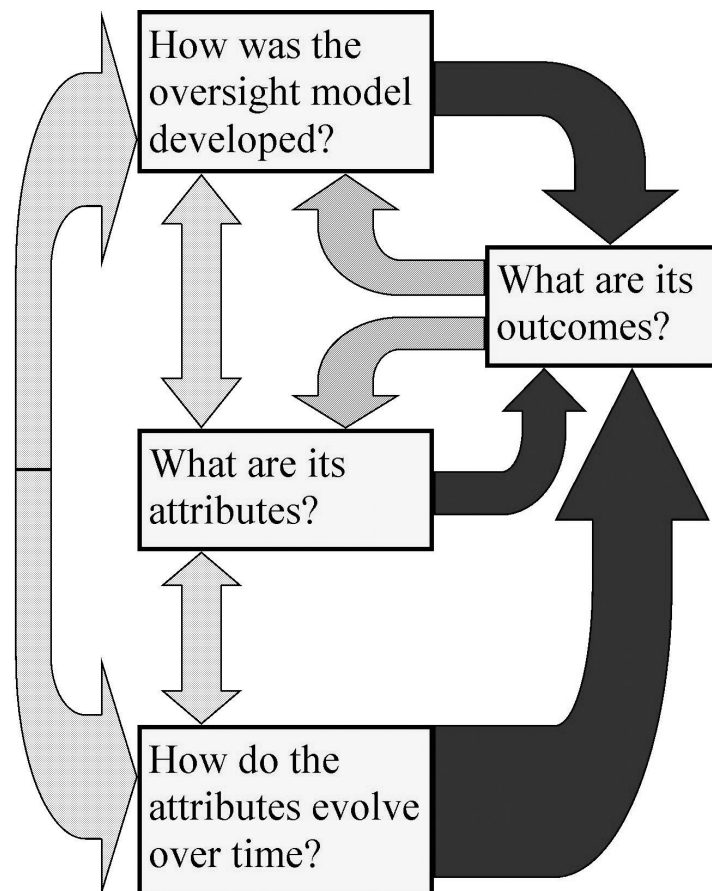 How was the
oversight model
developed?
What are its
outcomes?
What are its
attributes?
How do the
attributes evolve
over time?